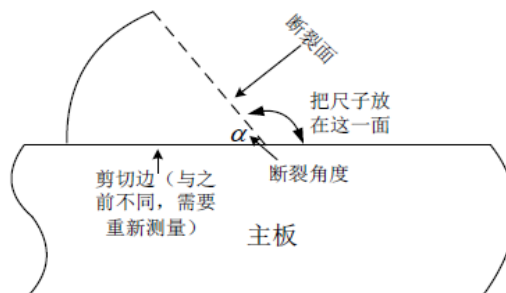 断裂面
把尺子放
在这一面
α
断裂角度
剪切边（与之
前不同，需要
重新测量）
主板